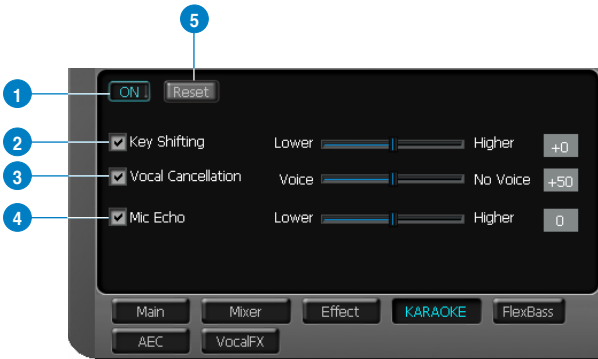 5
1 ON Reset
2 Key Shifting Lower Higher +0
3 Vocal Cancellation Voice No Voice +50
4 Mic Echo Lower Higher 0
Main Mixer Effect KARAOKE FlexBass
AEC VocalFX